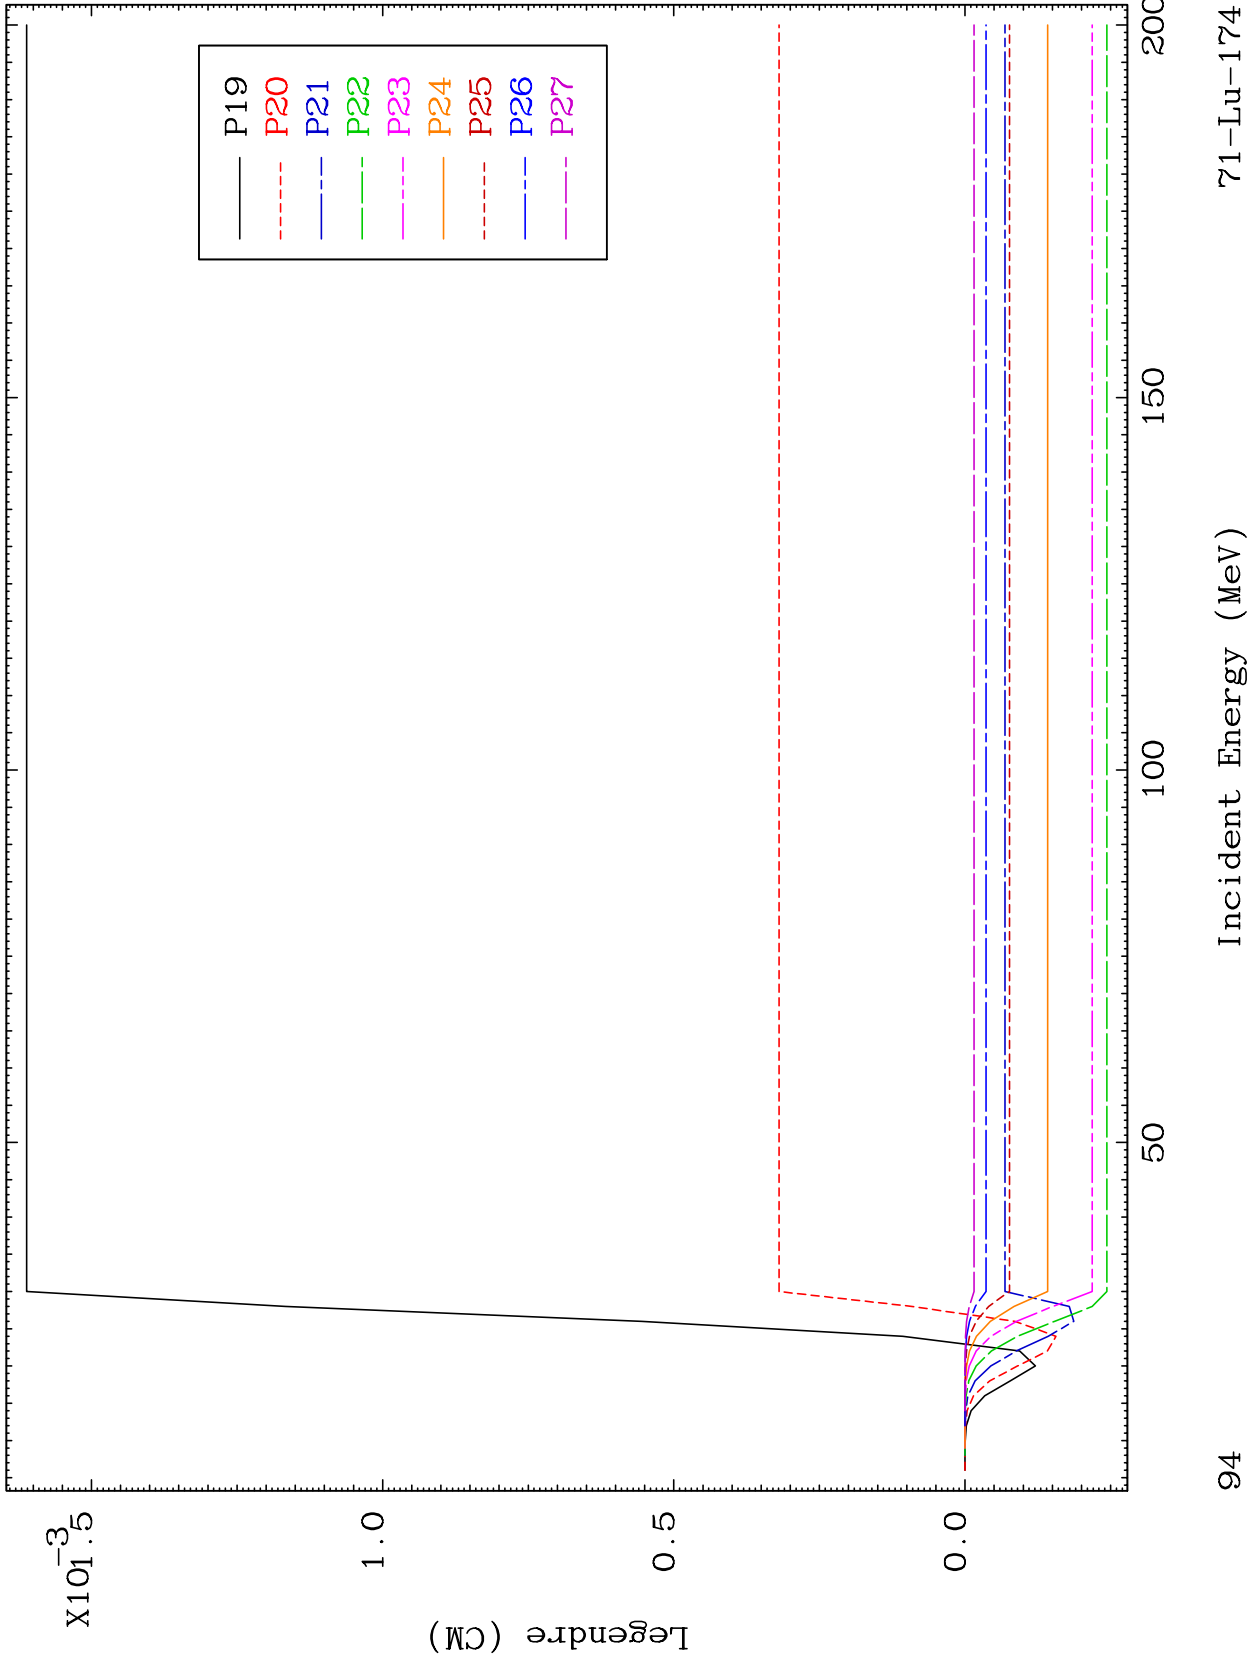 X10-3
1.5
1.0
0.5
0.0
Legendre (CM)
P19
P20
P21
P22
P23
P24
P25
P26
P27
50
100
150
200
Incident Energy (MeV)
94
71-Lu-174